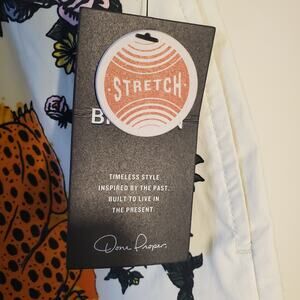 · STRETCH ·
TIMELESS STYLE
INSPIRED BY THE PAST.
BUILT TO LIVE IN
THE PRESENT.
Done Proper.